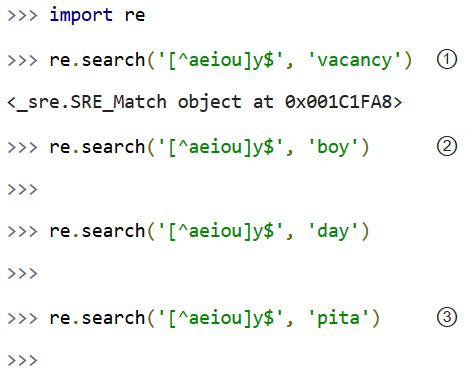 >>> import re
>>> re.search('[^aeiou]y$', 'vacancy') ①
<_sre.SRE_Match object at 0x001C1FA8>
>>> re.search('[^aeiou]y$', 'boy') ②
>>>
>>> re.search('[^aeiou]y$', 'day')
>>>
>>> re.search('[^aeiou]y$', 'pita') ③
>>>